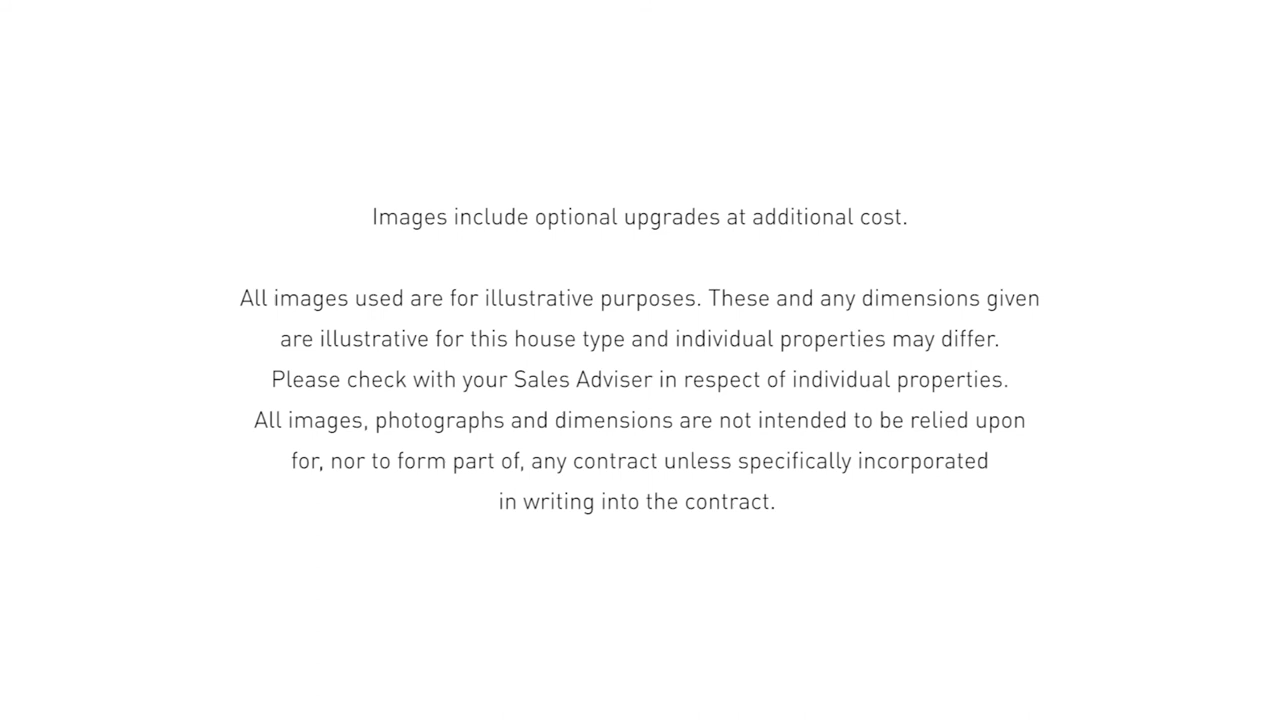 Images include optional upgrades at additional cost.
All images used are for illustrative purposes. These and any dimensions given
are illustrative for this house type and individual properties may differ.
Please check with your Sales Adviser in respect of individual properties.
All images, photographs and dimensions are not intended to be relied upon
for, nor to form part of, any contract unless specifically incorporated
in writing into the contract.